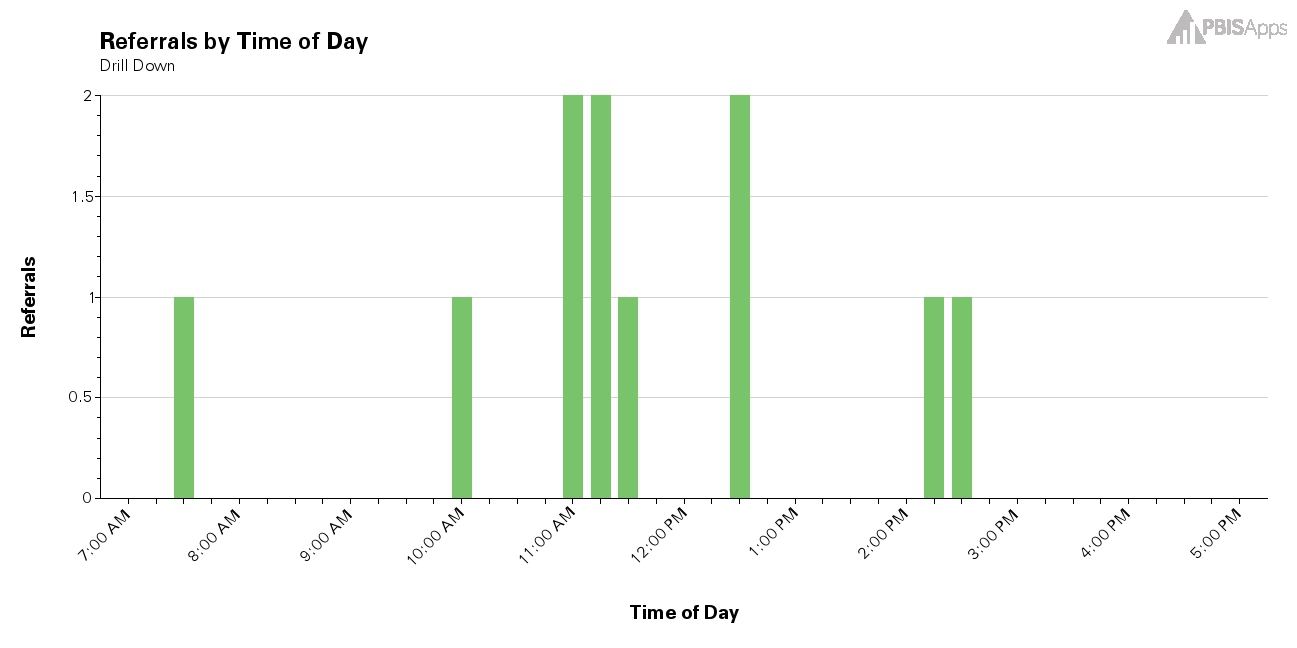 PBISApps
Referrals by Time of Day
Drill Down
2
1.5
1
0.5
0
Referrals
7:00 AM
8:00 AM
9:00 AM
10:00 AM
11:00 AM
12:00 PM
1:00 PM
2:00 PM
3:00 PM
4:00 PM
5:00 PM
Time of Day